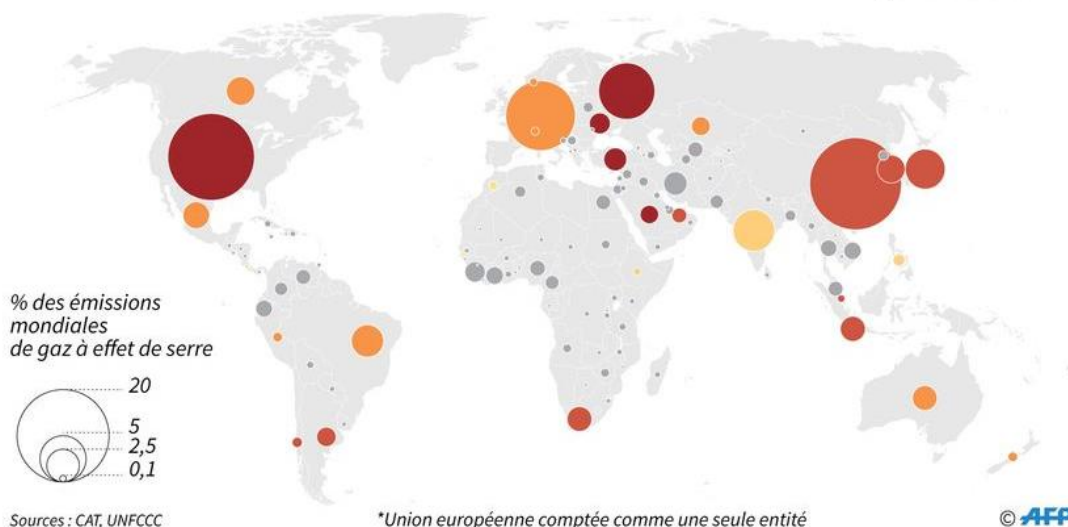 % des émissions
mondiales
de gaz à effet de serre
20
5
2,5
0,1
Sources : CAT, UNFCCC
*Union européenne comptée comme une seule entité
© AFP